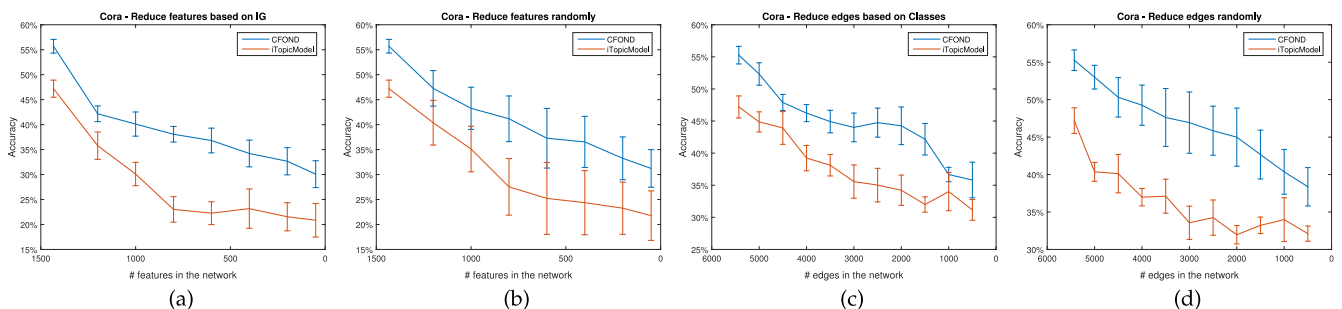 Cora - Reduce features based on IG
60%
55%
50%
45%
40%
35%
30%
25%
20%
15%
Accuracy
CFOND
iTopicModel
1500 1000 500 0
# features in the network
(a)
Cora - Reduce features randomly
60%
55%
50%
45%
40%
35%
30%
25%
20%
15%
Accuracy
CFOND
iTopicModel
1500 1000 500 0
# features in the network
(b)
Cora - Reduce edges based on Classes
60%
55%
50%
45%
40%
35%
30%
25%
Accuracy
CFOND
iTopicModel
6000 5000 4000 3000 2000 1000 0
# edges in the network
(c)
Cora - Reduce edges randomly
60%
55%
50%
45%
40%
35%
30%
Accuracy
CFOND
iTopicModel
6000 5000 4000 3000 2000 1000 0
# edges in the network
(d)